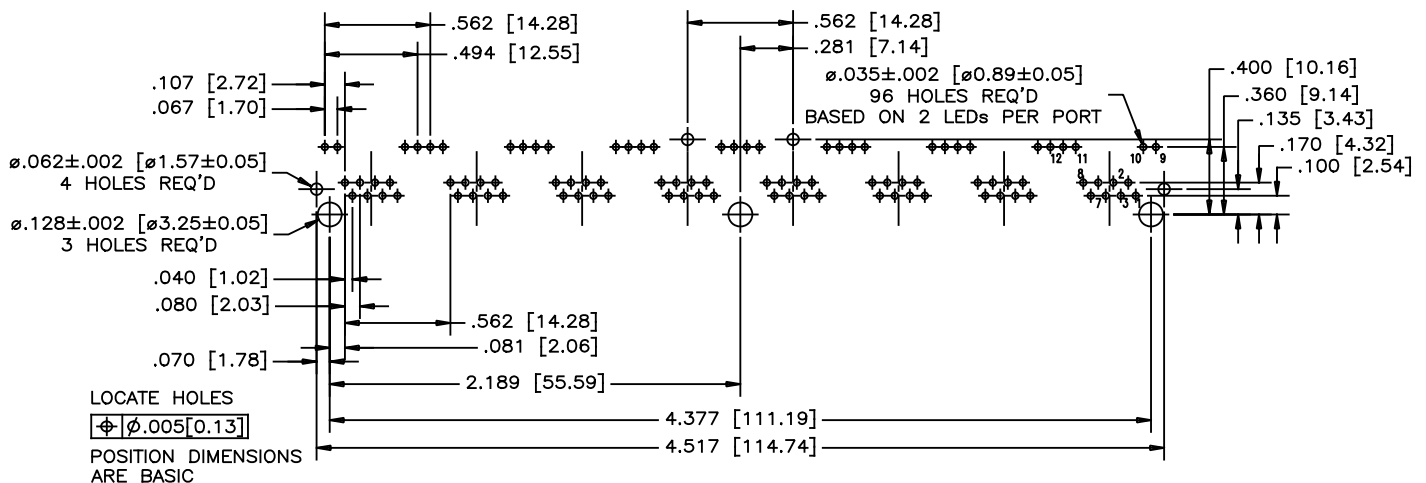 .562 [14.28]
.562 [14.28]
.494 [12.55]
.281 [7.14]
.107 [2.72]
ø.035±.002 [ø0.89±0.05]
96 HOLES REQ'D
BASED ON 2 LEDs PER PORT
.400 [10.16]
.360 [9.14]
.067 [1.70]
.135 [3.43]
.170 [4.32]
.100 [2.54]
ø.062±.002 [ø1.57±0.05]
4 HOLES REQ'D
12 11 10 9
8 2
7 3 1
ø.128±.002 [ø3.25±0.05]
3 HOLES REQ'D
.040 [1.02]
.080 [2.03]
.562 [14.28]
.081 [2.06]
.070 [1.78]
2.189 [55.59]
LOCATE HOLES
⌖ Ø.005[0.13]
POSITION DIMENSIONS
ARE BASIC
4.377 [111.19]
4.517 [114.74]